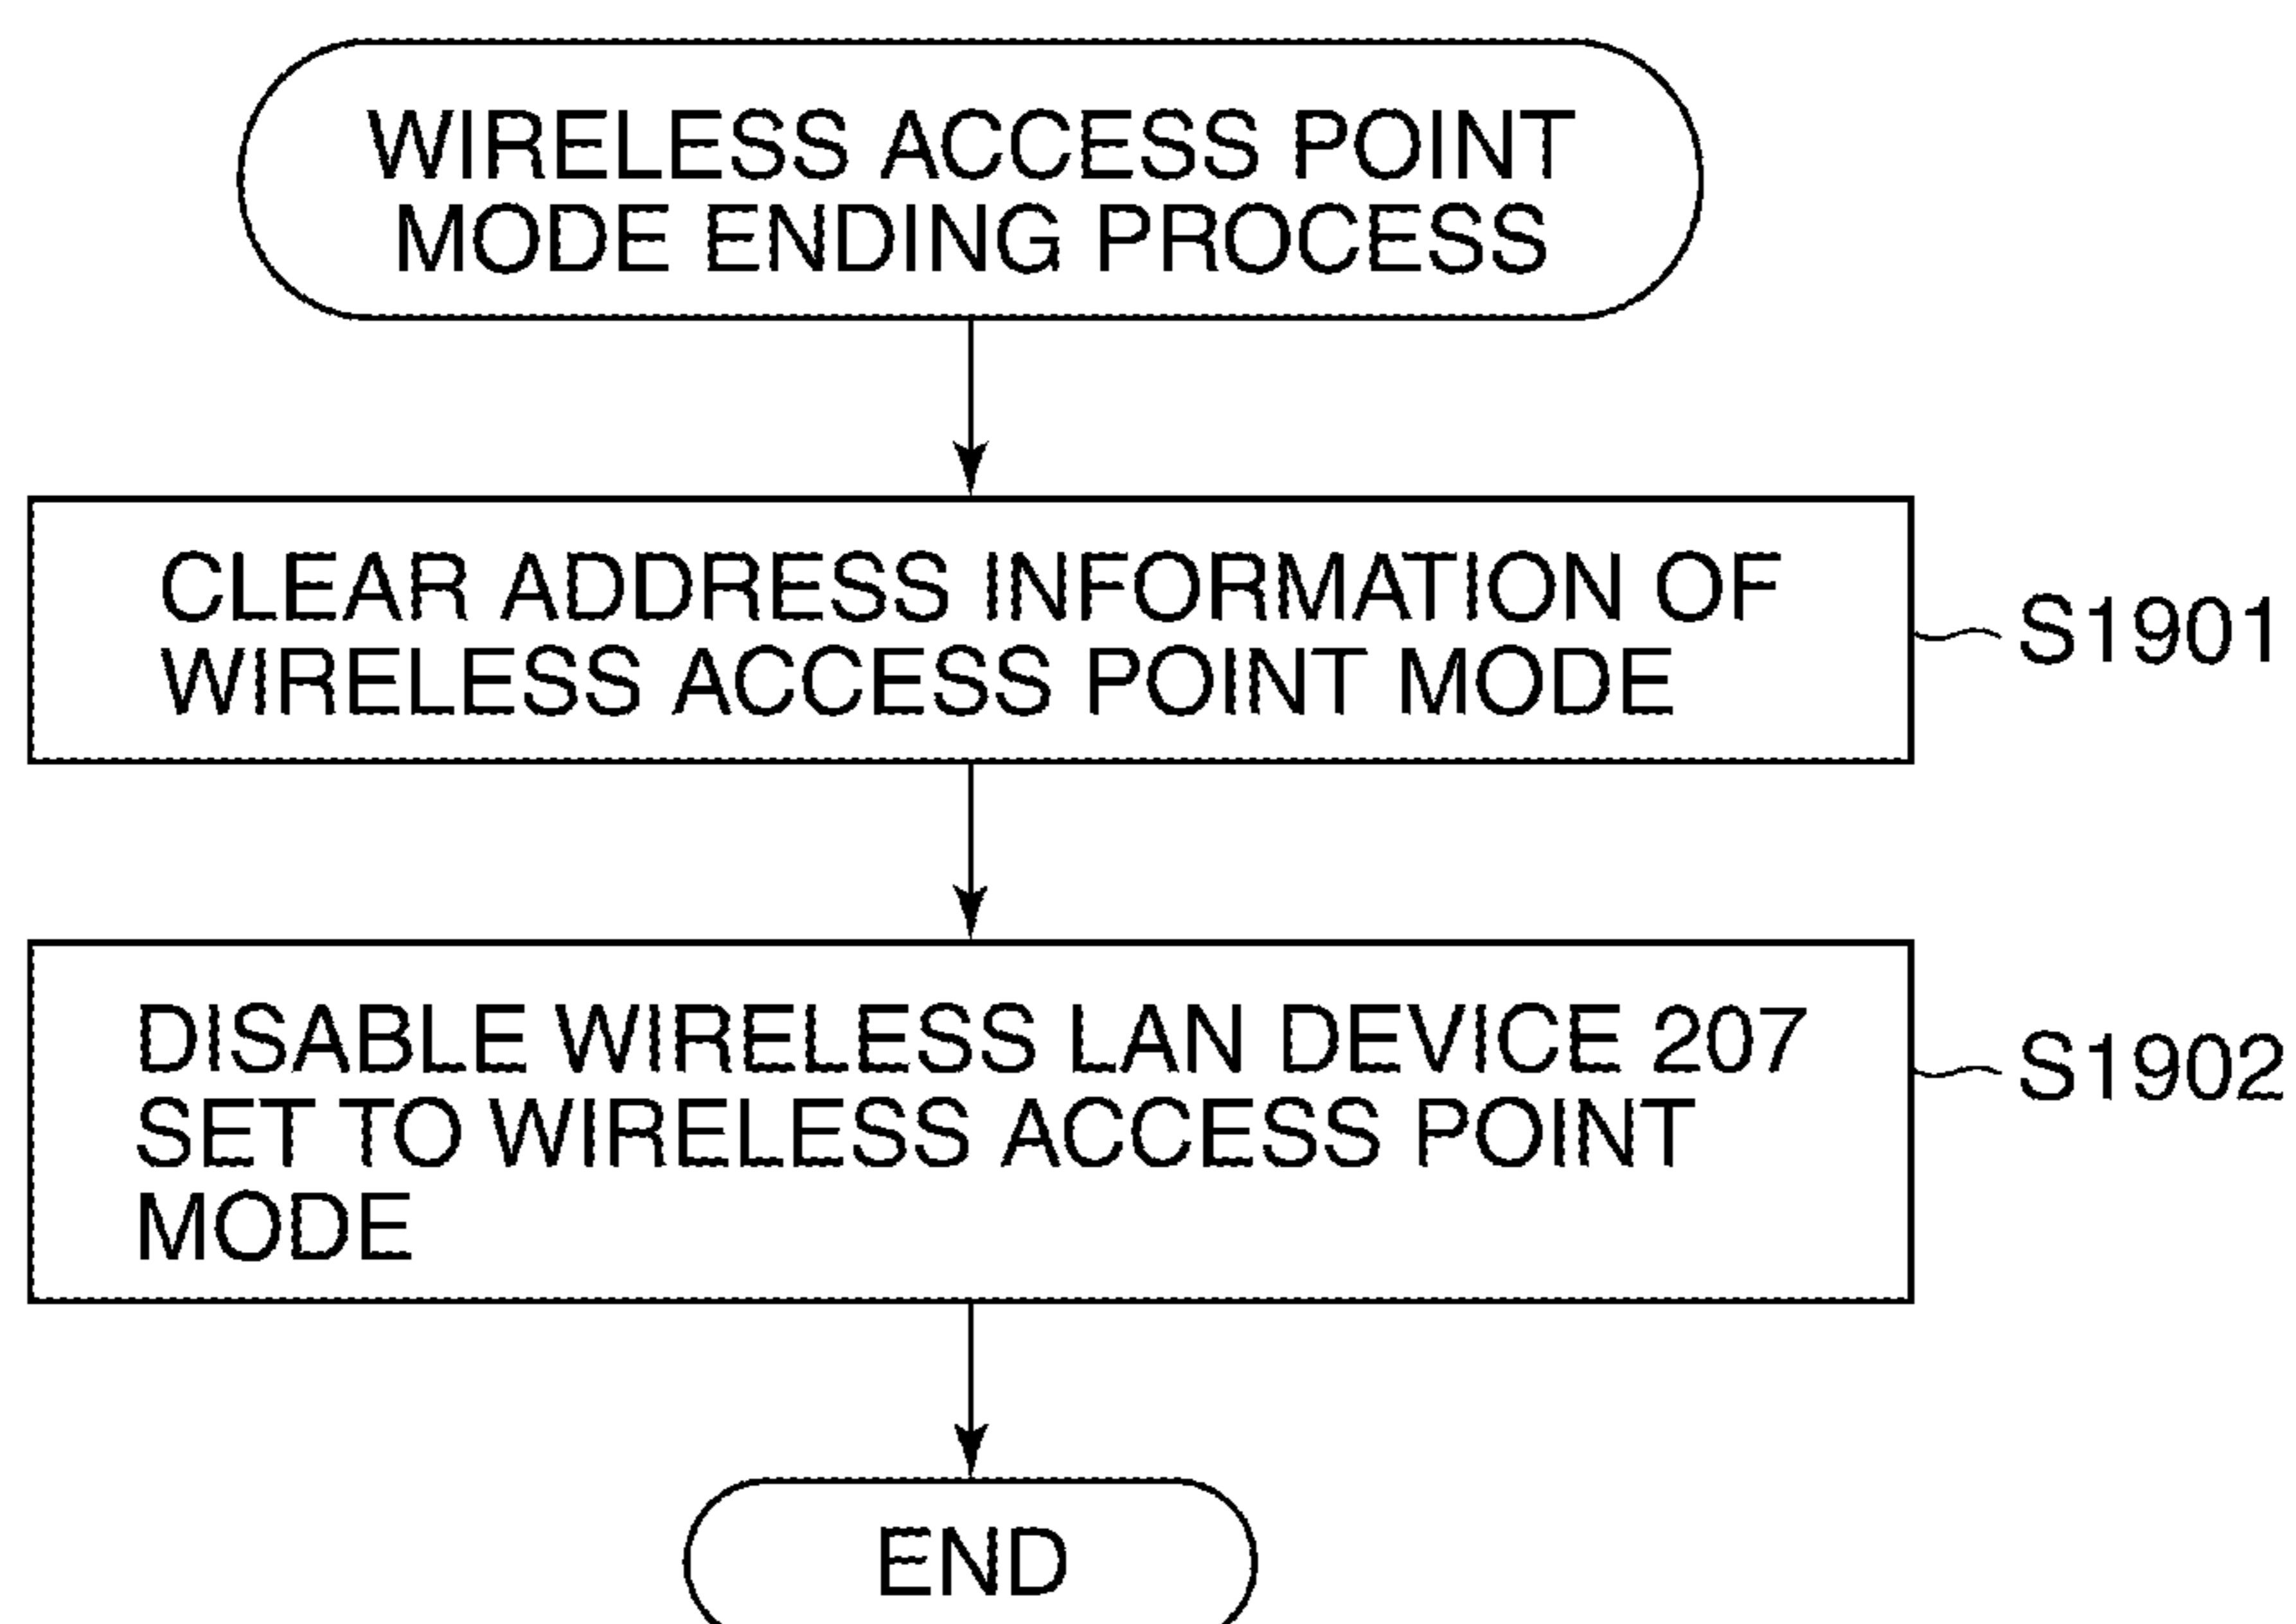 WIRELESS ACCESS POINT
MODE ENDING PROCESS
CLEAR ADDRESS INFORMATION OF
WIRELESS ACCESS POINT MODE
S1901
DISABLE WIRELESS LAN DEVICE 207
SET TO WIRELESS ACCESS POINT
MODE
S1902
END